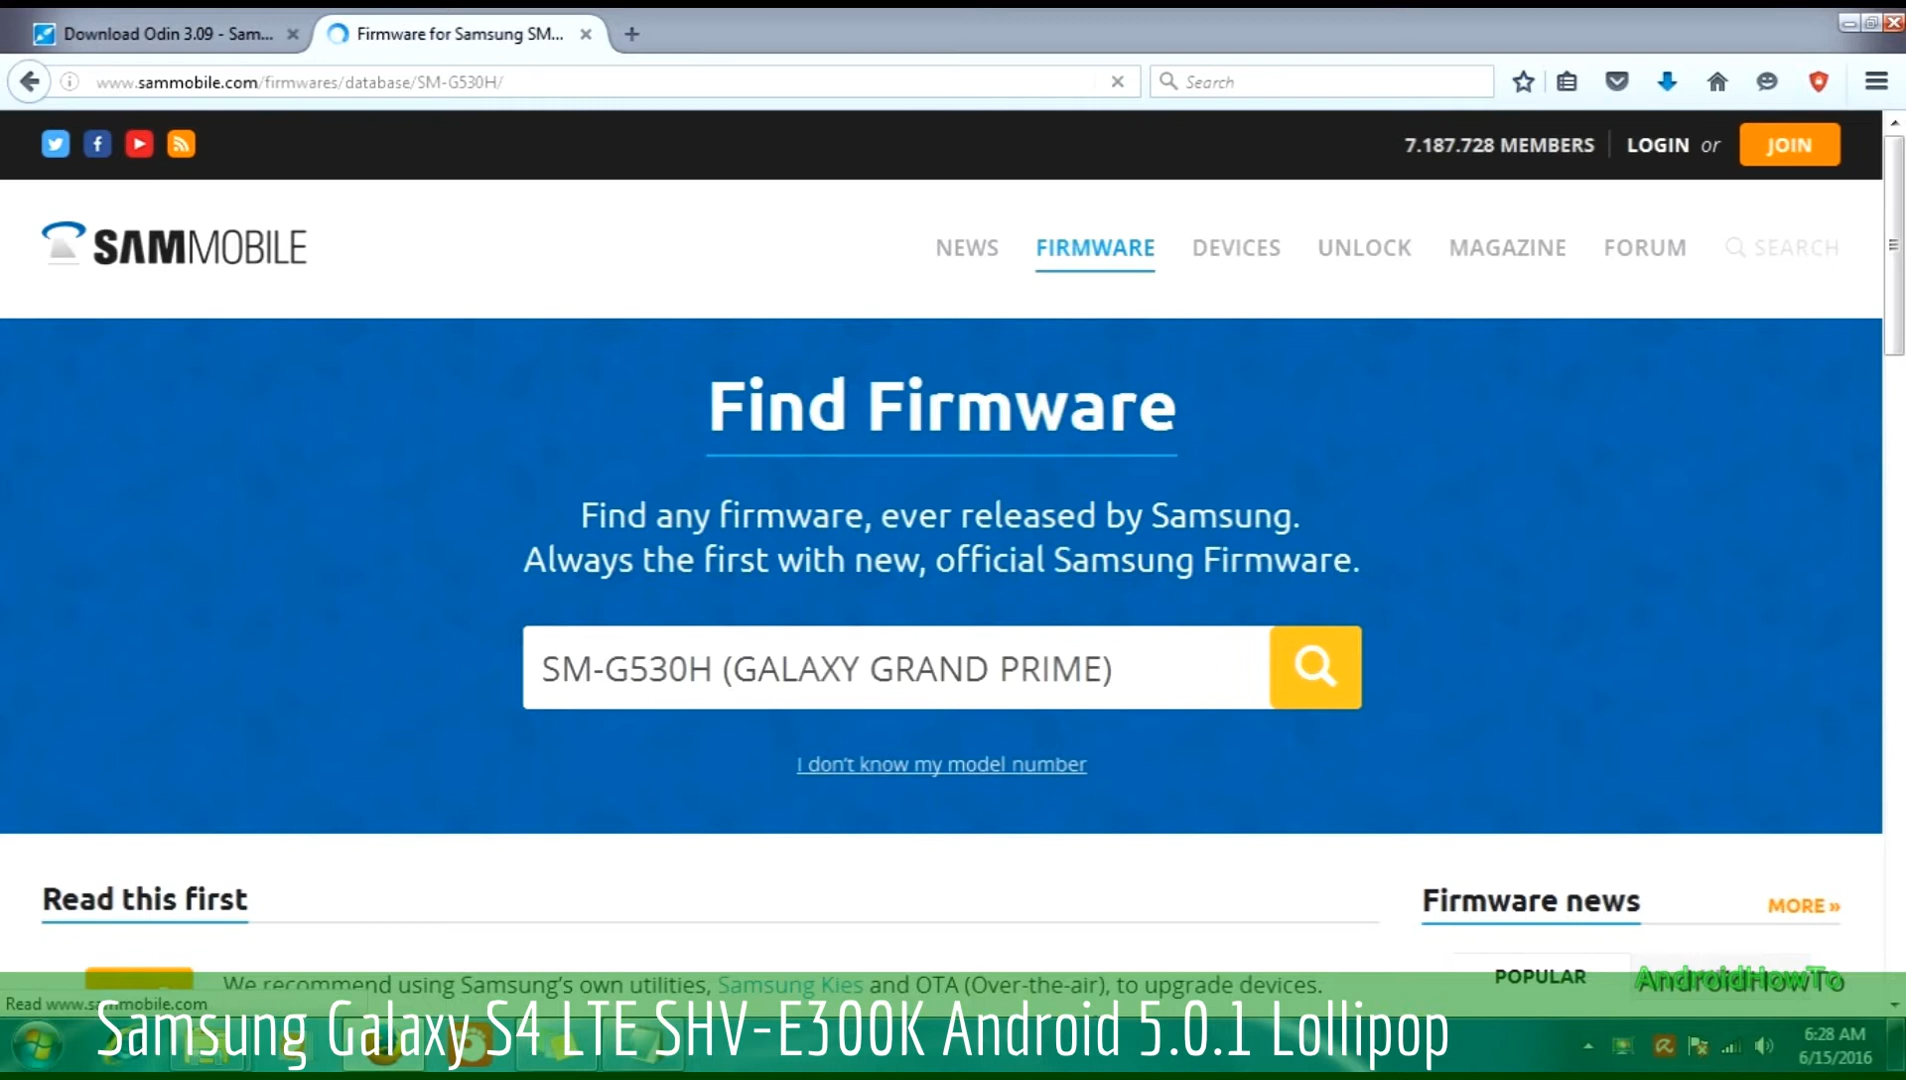 Download Odin 3.09 - Sam...
Firmware for Samsung SM...
www.sammobile.com/firmwares/database/SM-G530H/
Search
7.187.728 MEMBERS
LOGIN or
JOIN
SAMMOBILE
NEWS
FIRMWARE
DEVICES
UNLOCK
MAGAZINE
FORUM
SEARCH
Find Firmware
Find any firmware, ever released by Samsung.
Always the first with new, official Samsung Firmware.
SM-G530H (GALAXY GRAND PRIME)
I don't know my model number
Read this first
Firmware news
MORE »
We recommend using Samsung's own utilities, Samsung Kies and OTA (Over-the-air), to upgrade devices.
POPULAR
AndroidHowTo
Read www.sammobile.com
Samsung Galaxy S4 LTE SHV-E300K Android 5.0.1 Lollipop
6:28 AM
6/15/2016